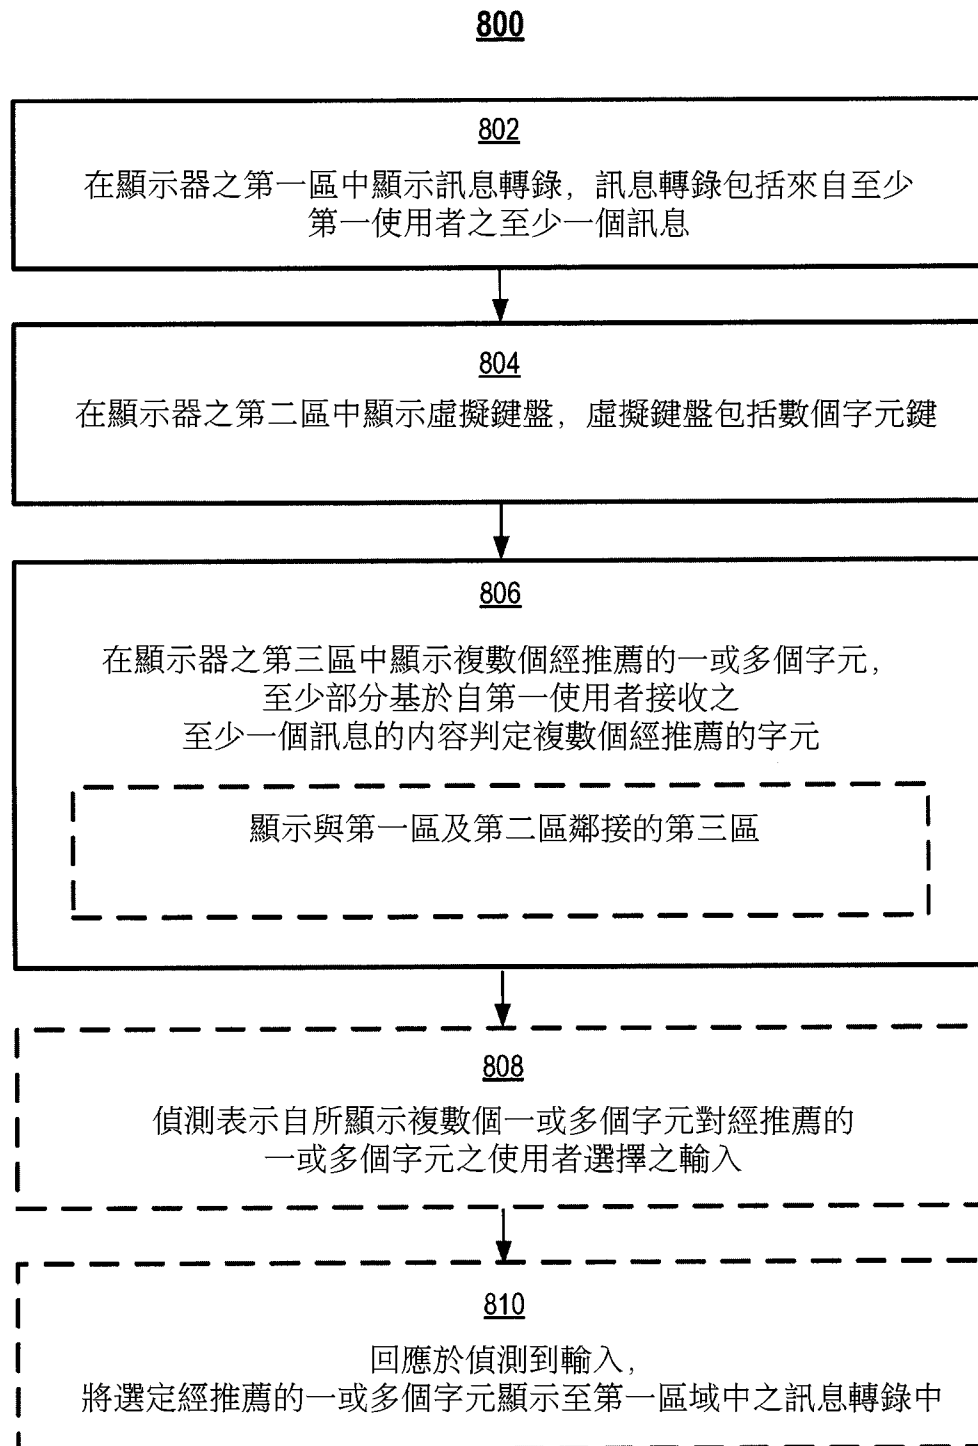 800
802
在顯示器之第一區中顯示訊息轉錄，訊息轉錄包括來自至少
第一使用者之至少一個訊息
804
在顯示器之第二區中顯示虛擬鍵盤，虛擬鍵盤包括數個字元鍵
806
在顯示器之第三區中顯示複數個經推薦的一或多個字元，
至少部分基於自第一使用者接收之
至少一個訊息的内容判定複數個經推薦的字元
顯示與第一區及第二區鄰接的第三區
808
偵測表示自所顯示複數個一或多個字元對經推薦的
一或多個字元之使用者選擇之輸入
810
回應於偵測到輸入，
將選定經推薦的一或多個字元顯示至第一區域中之訊息轉錄中